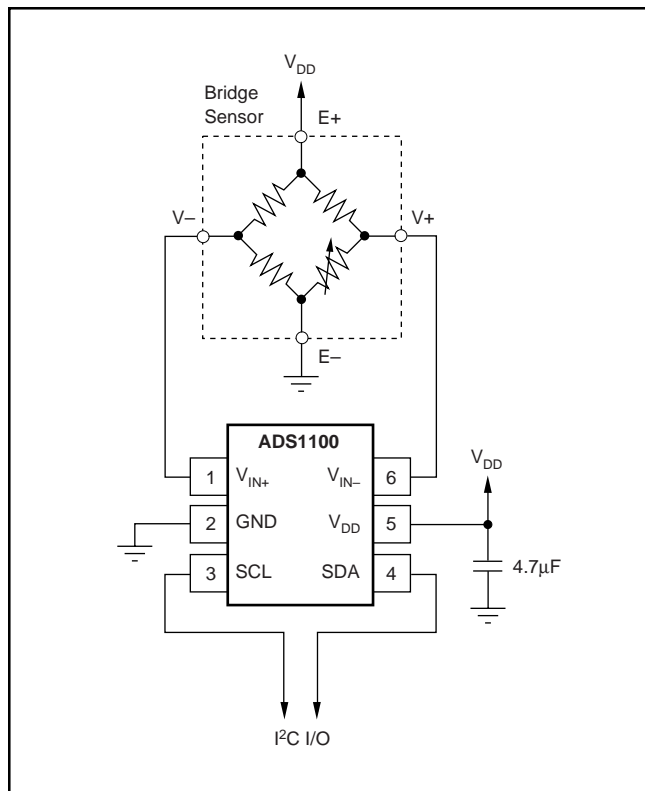 V_DD
Bridge
Sensor
E+
V–
V+
E–
ADS1100
1
V_IN+
V_IN–
6
V_DD
2
GND
V_DD
5
3
SCL
SDA
4
4.7µF
I²C I/O